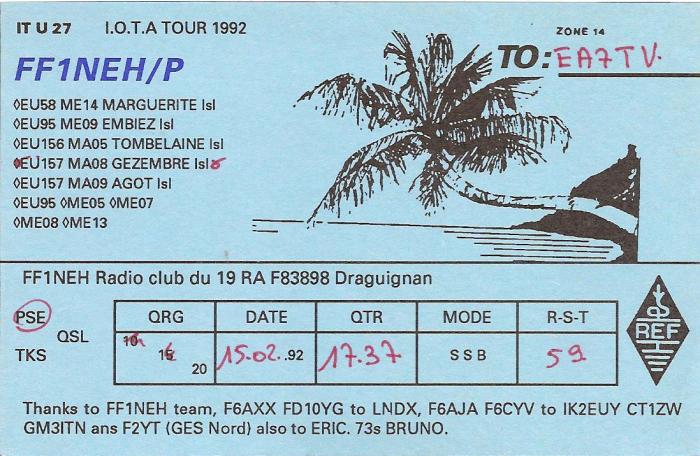 IT U 27 I.O.T.A TOUR 1992
ZONE 14
FF1NEH/P
TO: EA7TV.
◊EU58 ME14 MARGUERITE Isl
◊EU95 ME09 EMBIEZ Isl
◊EU156 MA05 TOMBELAINE Isl
◊EU157 MA08 GEZEMBRE Isl
◊EU157 MA09 AGOT Isl
◊EU95 ◊ME05 ◊ME07
◊ME08 ◊ME13
FF1NEH Radio club du 19 RA F83898 Draguignan
PSE QSL TKS
QRG DATE QTR MODE R-S-T
20 15.02. .92 17.37 SSB 59
REF
Thanks to FF1NEH team, F6AXX FD10YG to LNDX, F6AJA F6CYV to IK2EUY CT1ZW
GM3ITN ans F2YT (GES Nord) also to ERIC. 73s BRUNO.